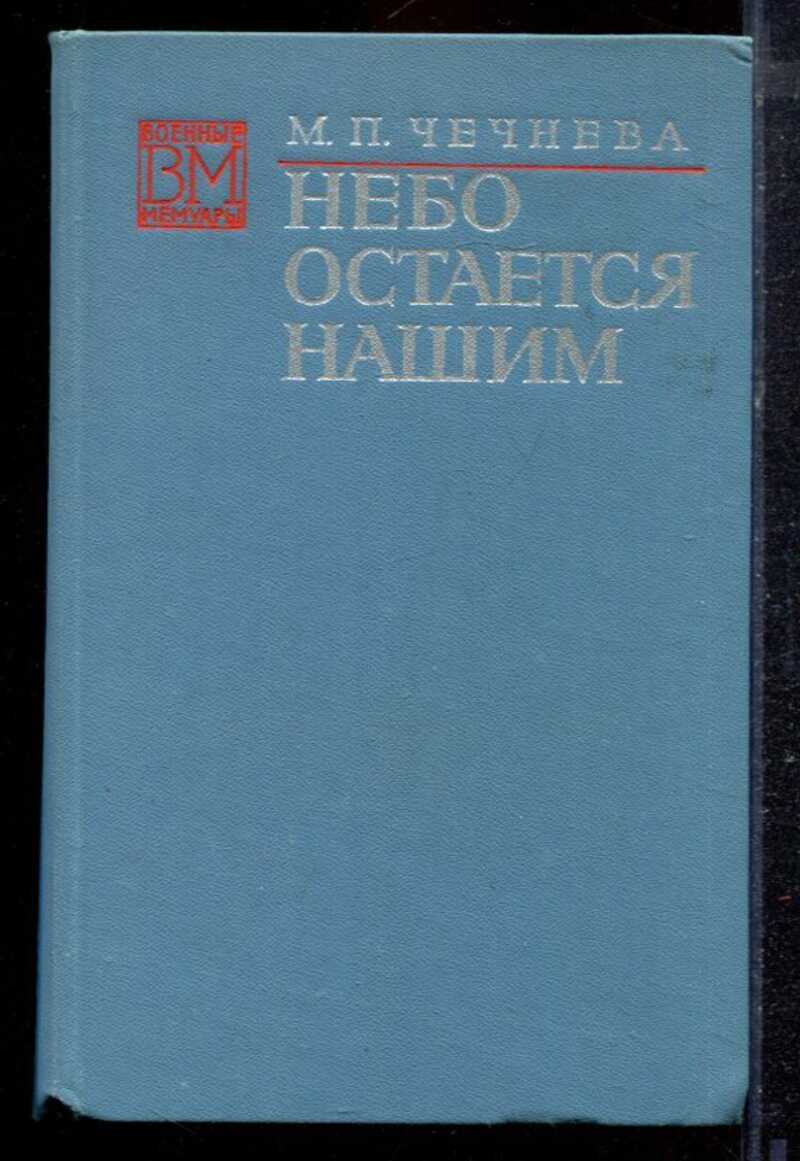 ВОЕННЫЕ
ВМ
МЕМУАРЫ
М. П. ЧЕЧНЕВА
НЕБО
ОСТАЕТСЯ
НАШИМ